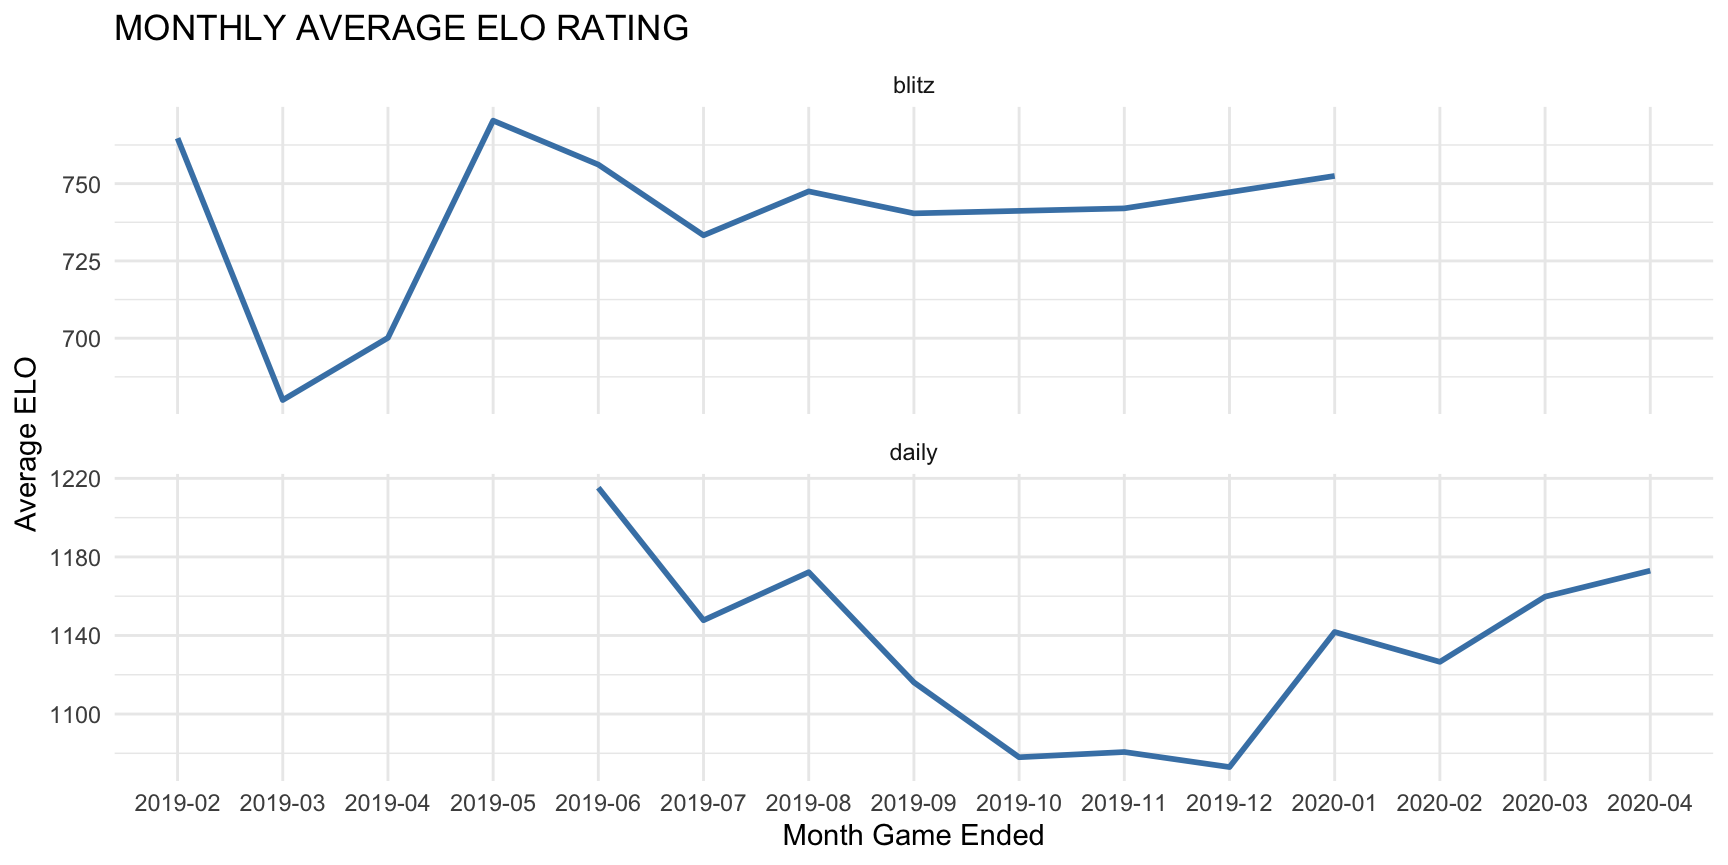 MONTHLY AVERAGE ELO RATING
blitz
750
725
700
Average ELO
daily
1220
1180
1140
1100
2019-02 2019-03 2019-04 2019-05 2019-06 2019-07 2019-08 2019-09 2019-10 2019-11 2019-12 2020-01 2020-02 2020-03 2020-04
Month Game Ended